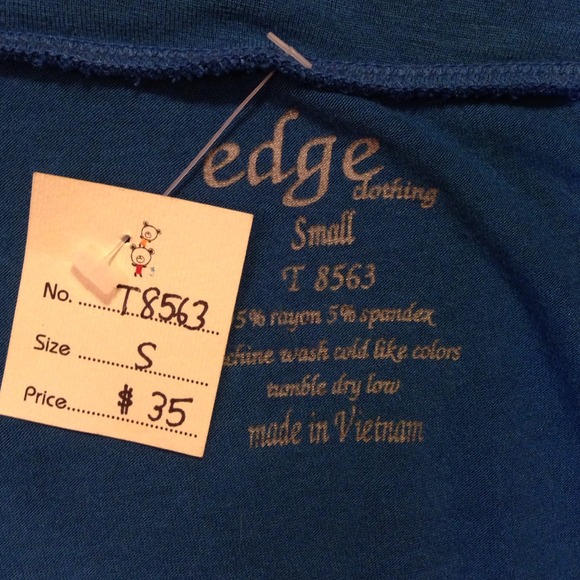 edge
clothing
Small
T 8563
5% rayon 5% spandex
chine wash cold like colors
tumble dry low
made in Vietnam
No. T8563
Size S
Price $ 35